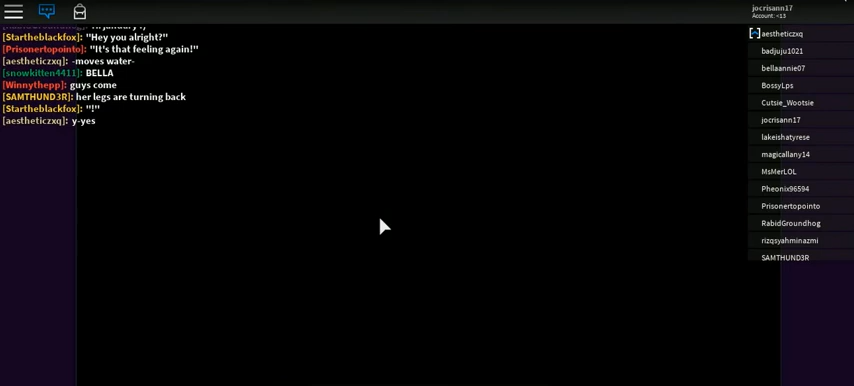 jocrisann17
Account: <13
[Startheblackfox]: "Hey you alright?"
[Prisonertopointo]: "It's that feeling again!"
[aestheticzxq]: -moves water-
[snowkitten4411]: BELLA
[Winnythepp]: guys come
[SAMTHUND3R]: her legs are turning back
[Startheblackfox]: "!"
[aestheticzxq]: y-yes
aestheticzxq
badjuju1021
bellaannie07
BossyLps
Cutsie_Wootsie
jocrisann17
lakeishatyrese
magicallany14
MsMerLOL
Pheonix96594
Prisonertopointo
RabidGroundhog
rizqsyahminazmi
SAMTHUND3R